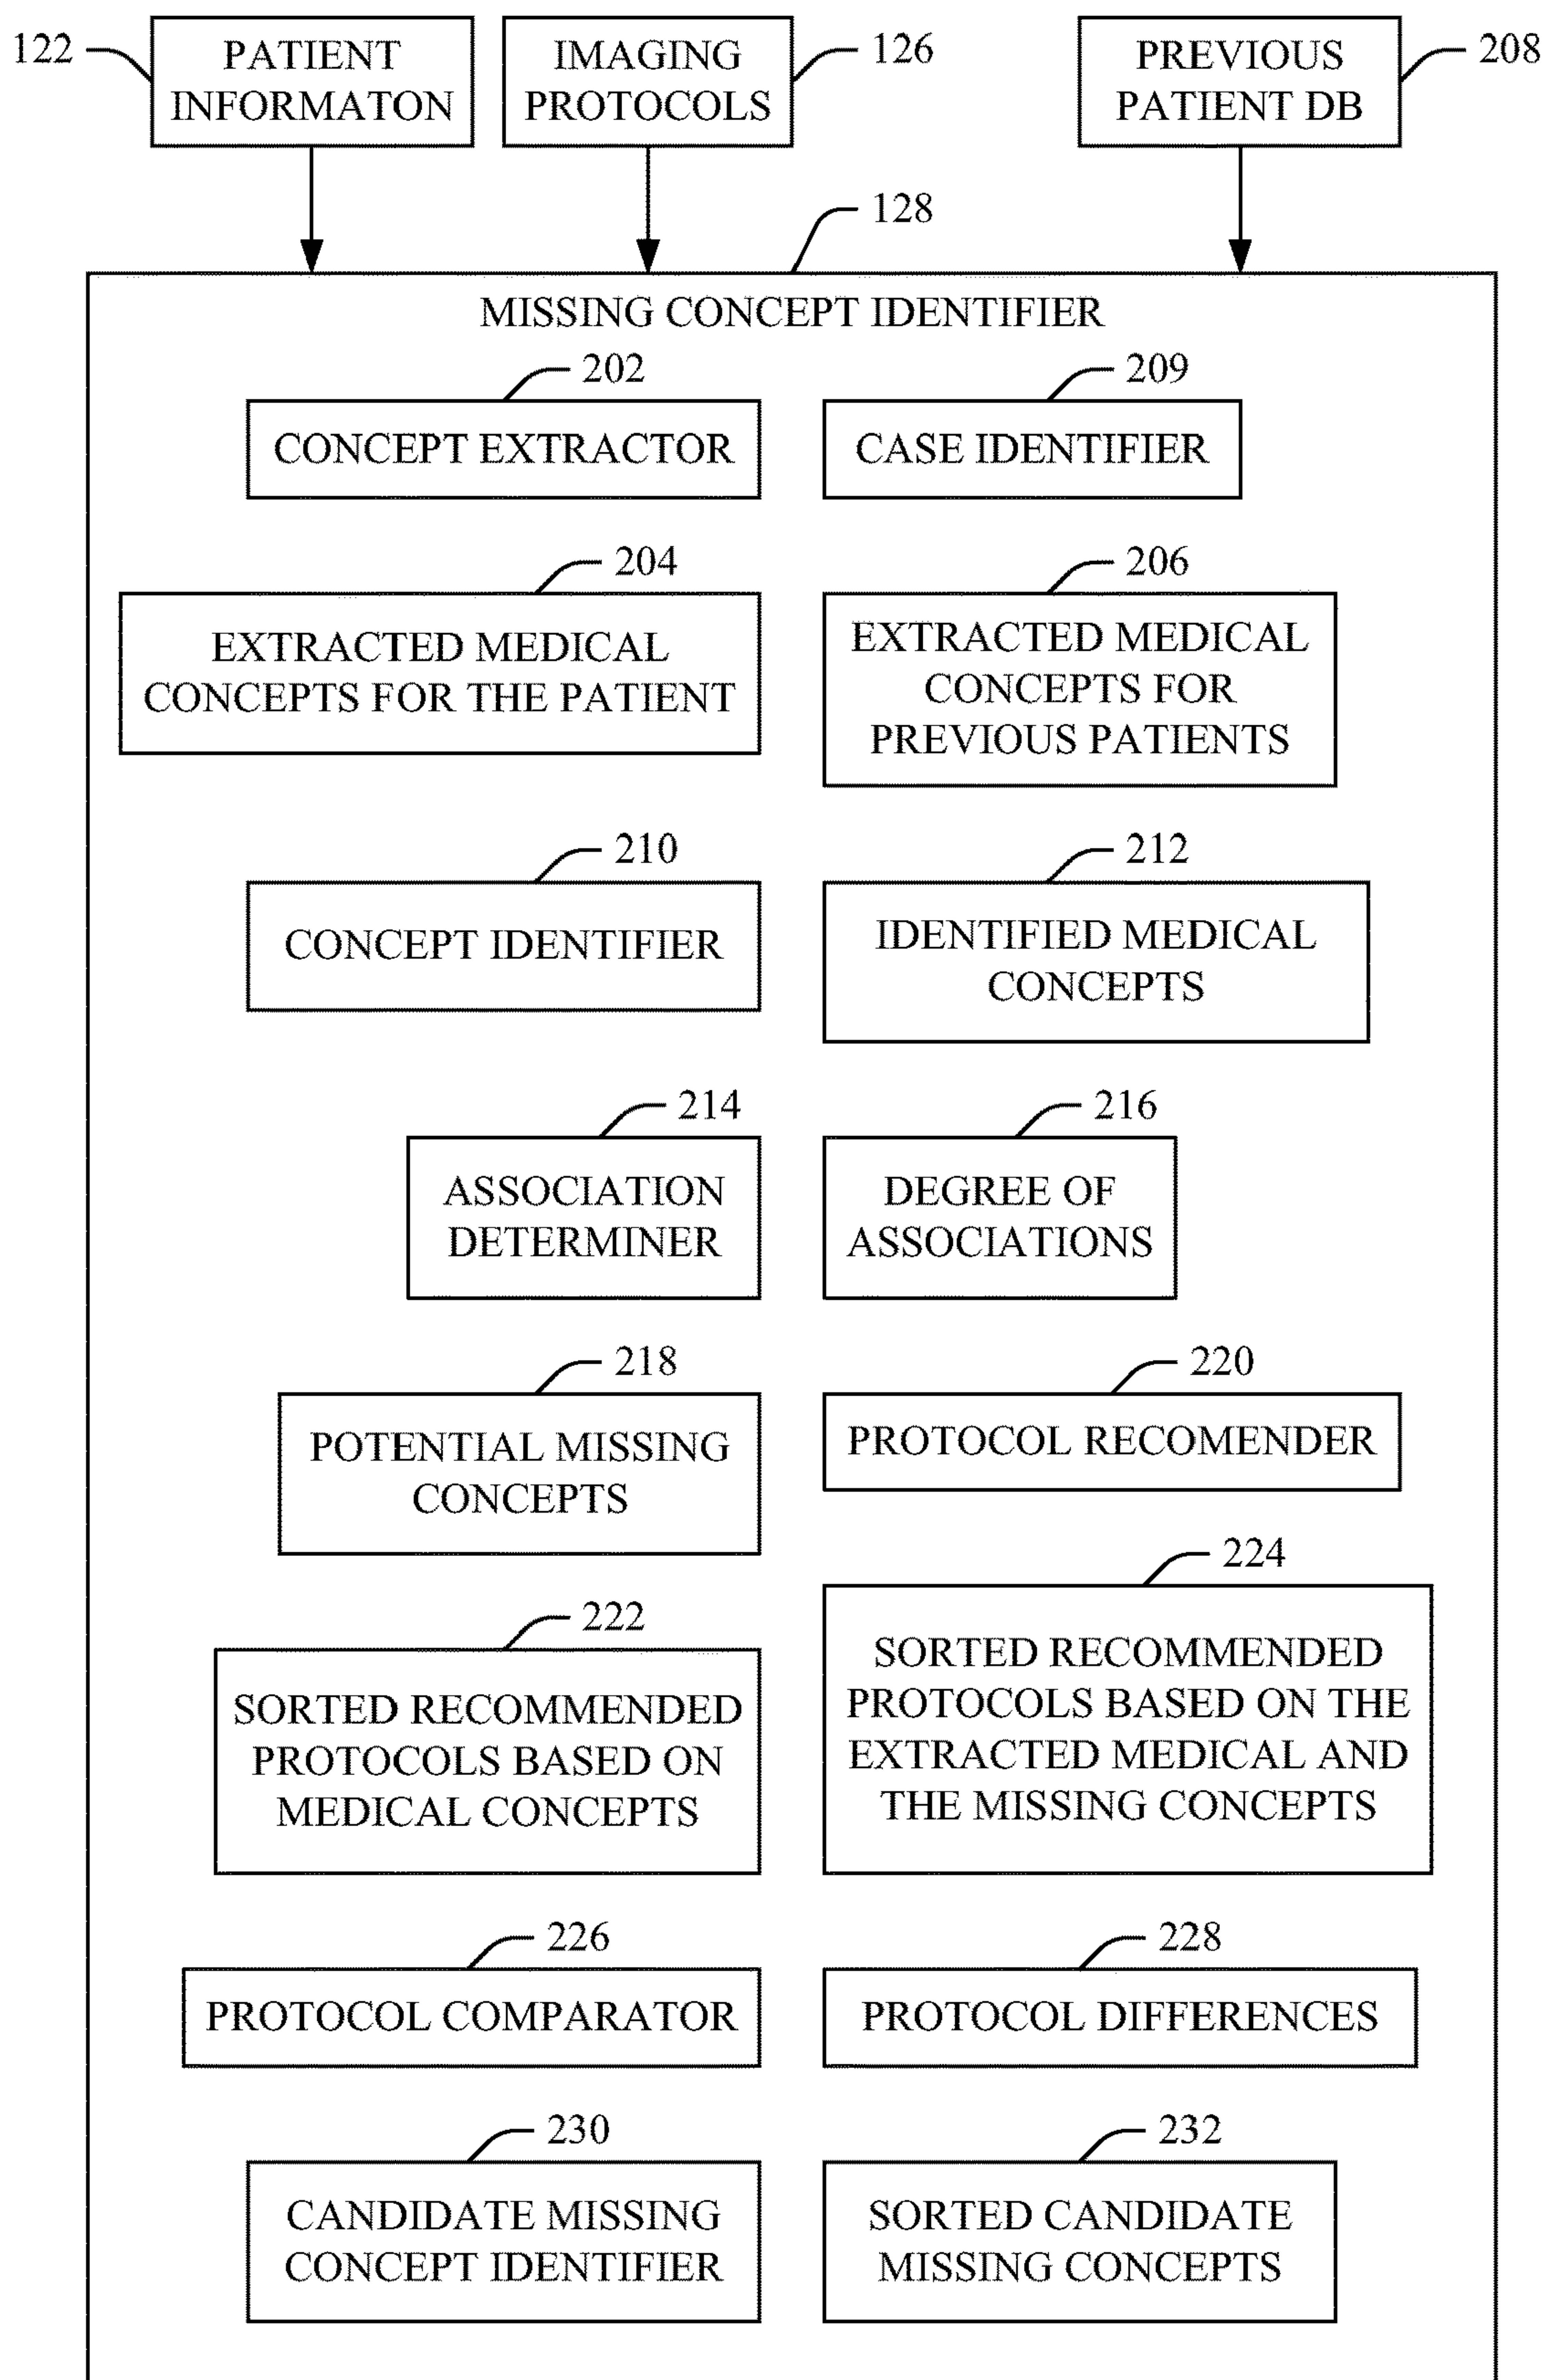 122
PATIENT
INFORMATON
IMAGING
PROTOCOLS
126
PREVIOUS
PATIENT DB
208
128
MISSING CONCEPT IDENTIFIER
202
CONCEPT EXTRACTOR
209
CASE IDENTIFIER
204
EXTRACTED MEDICAL
CONCEPTS FOR THE PATIENT
206
EXTRACTED MEDICAL
CONCEPTS FOR
PREVIOUS PATIENTS
210
CONCEPT IDENTIFIER
212
IDENTIFIED MEDICAL
CONCEPTS
214
ASSOCIATION
DETERMINER
216
DEGREE OF
ASSOCIATIONS
218
POTENTIAL MISSING
CONCEPTS
220
PROTOCOL RECOMENDER
222
SORTED RECOMMENDED
PROTOCOLS BASED ON
MEDICAL CONCEPTS
224
SORTED RECOMMENDED
PROTOCOLS BASED ON THE
EXTRACTED MEDICAL AND
THE MISSING CONCEPTS
226
PROTOCOL COMPARATOR
228
PROTOCOL DIFFERENCES
230
CANDIDATE MISSING
CONCEPT IDENTIFIER
232
SORTED CANDIDATE
MISSING CONCEPTS